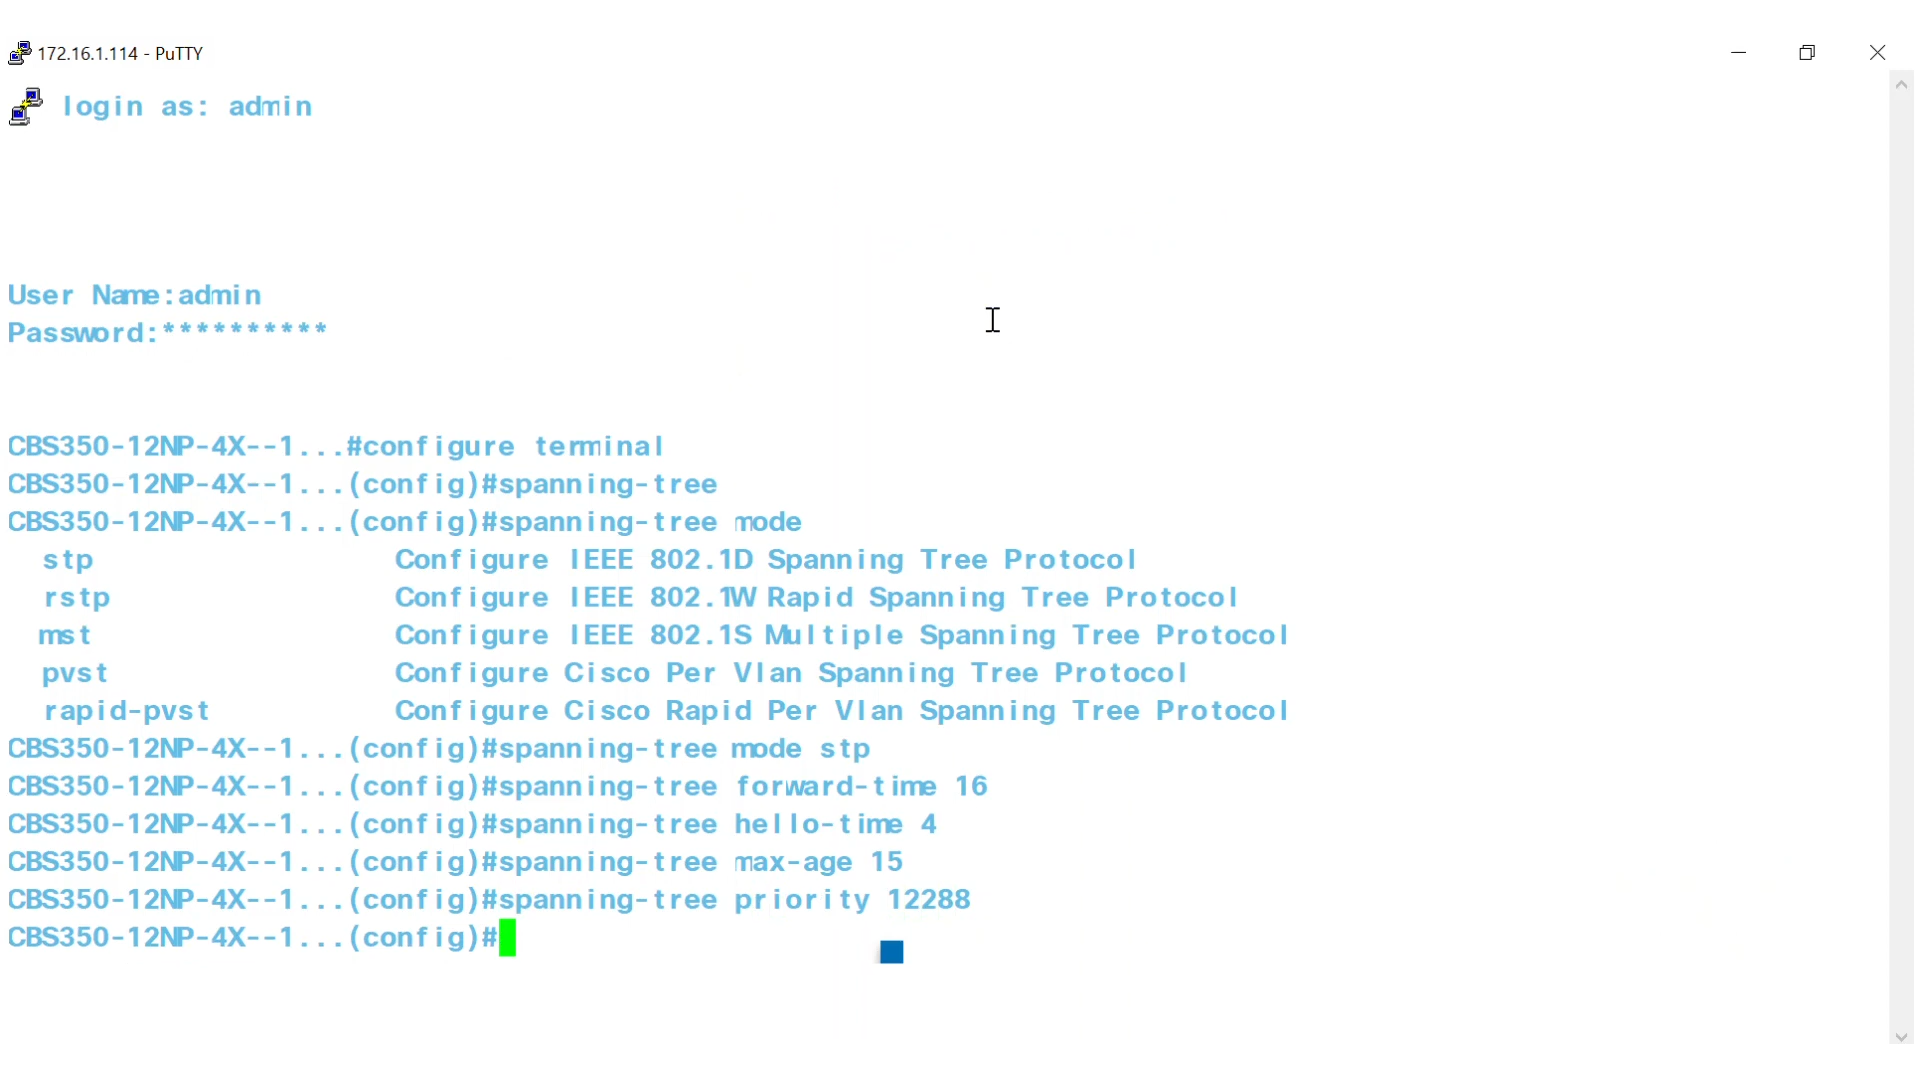 172.16.1.114 - PuTTY
login as: admin
User Name:admin
Password:**********
CBS350-12NP-4X--1...#configure terminal
CBS350-12NP-4X--1...(config)#spanning-tree
CBS350-12NP-4X--1...(config)#spanning-tree mode
stp Configure IEEE 802.1D Spanning Tree Protocol
rstp Configure IEEE 802.1W Rapid Spanning Tree Protocol
mst Configure IEEE 802.1S Multiple Spanning Tree Protocol
pvst Configure Cisco Per Vlan Spanning Tree Protocol
rapid-pvst Configure Cisco Rapid Per Vlan Spanning Tree Protocol
CBS350-12NP-4X--1...(config)#spanning-tree mode stp
CBS350-12NP-4X--1...(config)#spanning-tree forward-time 16
CBS350-12NP-4X--1...(config)#spanning-tree hello-time 4
CBS350-12NP-4X--1...(config)#spanning-tree max-age 15
CBS350-12NP-4X--1...(config)#spanning-tree priority 12288
CBS350-12NP-4X--1...(config)#